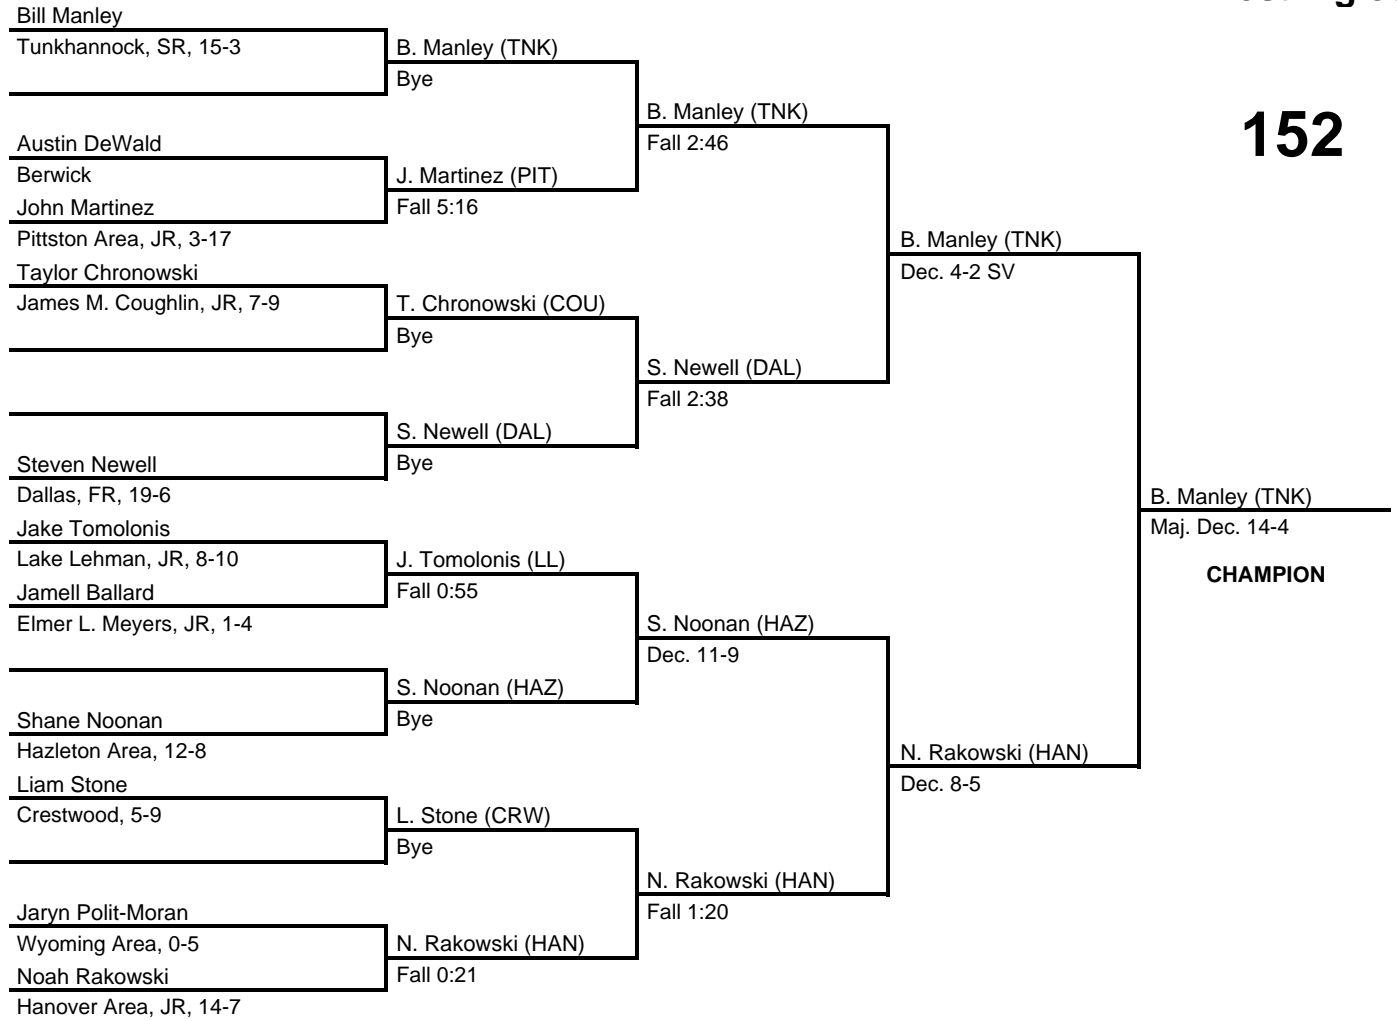 Bill Manley
Tunkhannock, SR, 15-3
B. Manley (TNK)
Bye
B. Manley (TNK)
Fall 2:46
152
Austin DeWald
Berwick
John Martinez
Pittston Area, JR, 3-17
J. Martinez (PIT)
Fall 5:16
B. Manley (TNK)
Dec. 4-2 SV
Taylor Chronowski
James M. Coughlin, JR, 7-9
T. Chronowski (COU)
Bye
S. Newell (DAL)
Fall 2:38
S. Newell (DAL)
Bye
Steven Newell
Dallas, FR, 19-6
B. Manley (TNK)
Maj. Dec. 14-4
CHAMPION
Jake Tomolonis
Lake Lehman, JR, 8-10
Jamell Ballard
Elmer L. Meyers, JR, 1-4
J. Tomolonis (LL)
Fall 0:55
S. Noonan (HAZ)
Dec. 11-9
S. Noonan (HAZ)
Bye
Shane Noonan
Hazleton Area, 12-8
N. Rakowski (HAN)
Dec. 8-5
Liam Stone
Crestwood, 5-9
L. Stone (CRW)
Bye
N. Rakowski (HAN)
Fall 1:20
Jaryn Polit-Moran
Wyoming Area, 0-5
Noah Rakowski
Hanover Area, JR, 14-7
N. Rakowski (HAN)
Fall 0:21